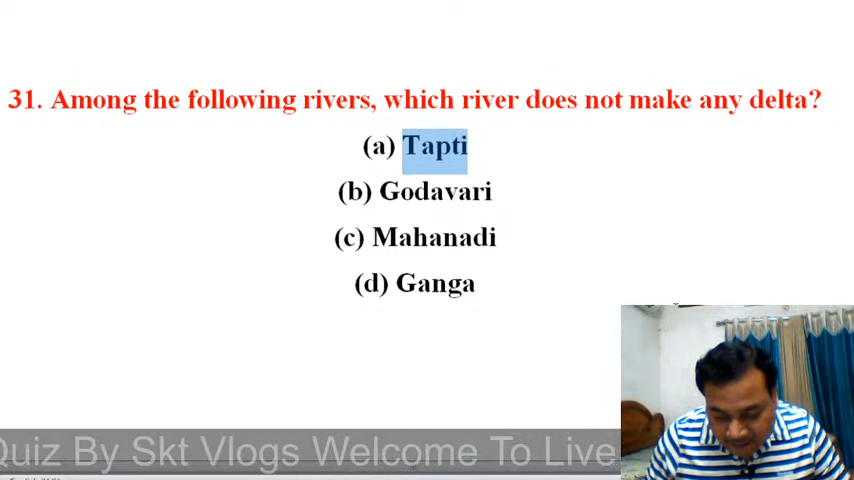 31. Among the following rivers, which river does not make any delta?
(a) Tapti
(b) Godavari
(c) Mahanadi
(d) Ganga
Quiz By Skt Vlogs Welcome To Live